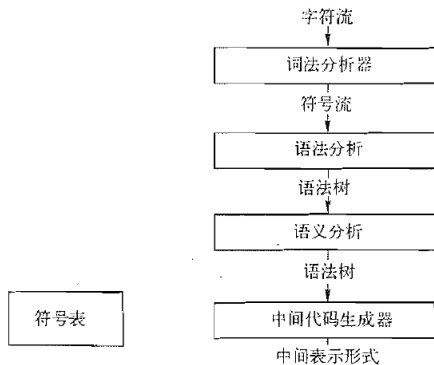 字符流
词法分析器
符号流
语法分析
语法树
语义分析
语法树
符号表
中间代码生成器
中间表示形式